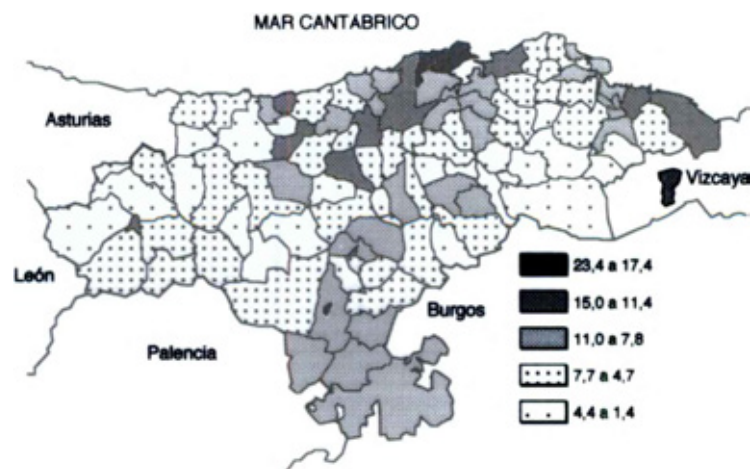 MAR CANTÁBRICO
Asturias
Vizcaya
León
Burgos
Palencia
23,4 a 17,4
15,0 a 11,4
11,0 a 7,8
7,7 a 4,7
4,4 a 1,4